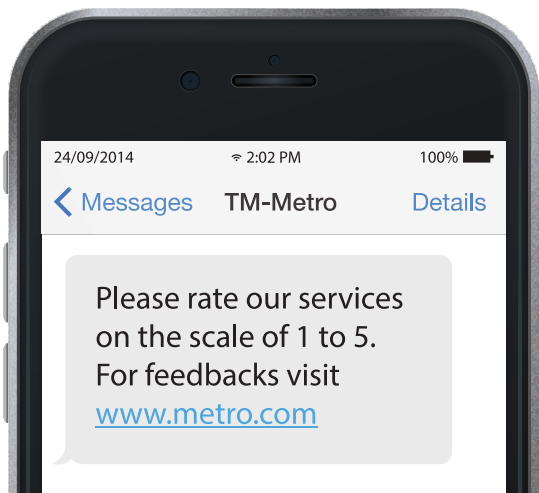 24/09/2014 2:02 PM 100%
Messages TM-Metro Details
Please rate our services
on the scale of 1 to 5.
For feedbacks visit
www.metro.com